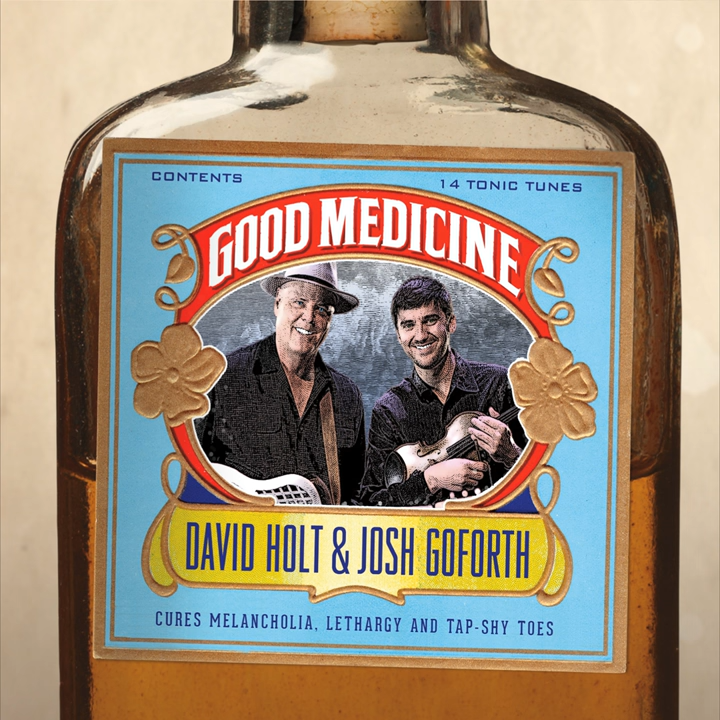 CONTENTS
14 TONIC TUNES
GOOD MEDICINE
DAVID HOLT & JOSH GOFORTH
CURES MELANCHOLIA, LETHARGY AND TAP-SHY TOES